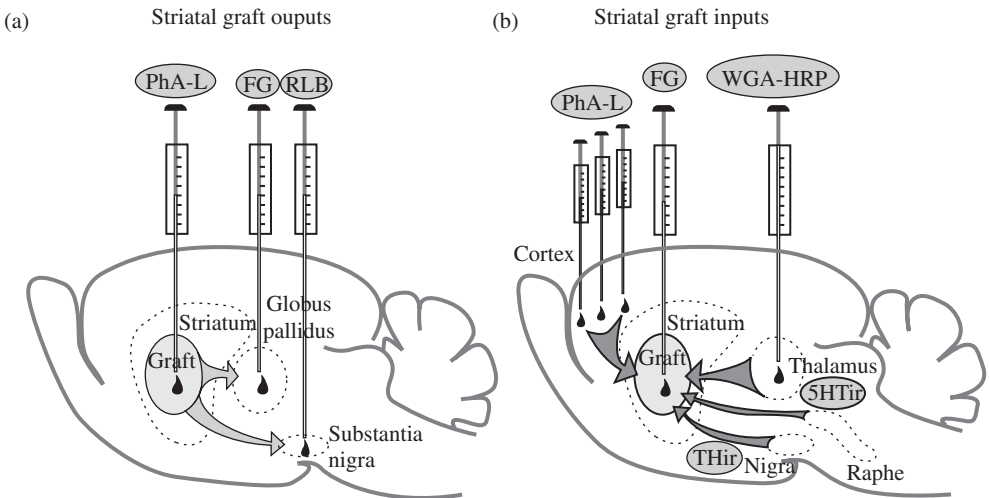 (a)
Striatal graft ouputs
PhA-L
FG
RLB
Striatum
Globus
pallidus
Graft
Substantia
nigra
(b)
Striatal graft inputs
PhA-L
FG
WGA-HRP
Cortex
Striatum
Graft
Thalamus
5HTir
THir
Nigra
Raphe